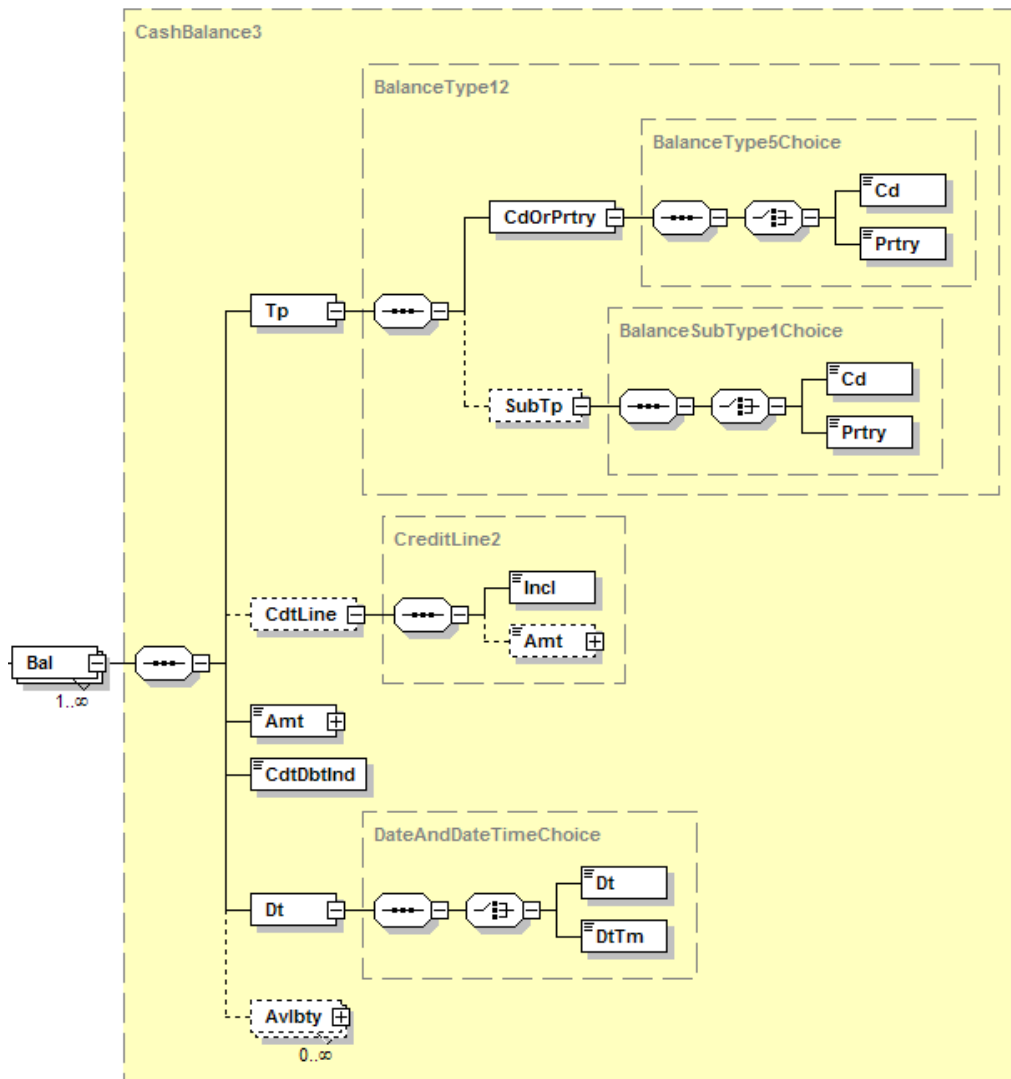 CashBalance3
BalanceType12
BalanceType5Choice
Cd
CdOrPrtry
Prtry
Tp
BalanceSubType1Choice
Cd
SubTp
Prtry
CreditLine2
Incl
CdtLine
Amt
Bal
1..∞
Amt
CdtDbtInd
DateAndDateTimeChoice
Dt
Dt
DtTm
Avlbty
0..∞